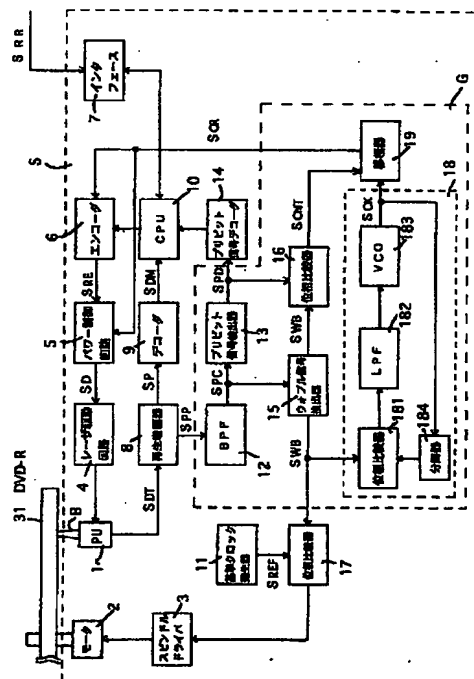 SRR
S
G
7
インタフェース
SCR
6
エンコーダ
10
CPU
14
プリピット信号デコーダ
19
移相器
SRE
SDM
SPD
16
位相比較器
SCNT
18
SCK
5
パワー制御回路
9
デコーダ
13
プリピット信号検出器
SWB
183
VCO
SD
SP
SPC
15
ウオブル信号抽出器
182
LPF
4
レーザ駆動回路
8
再生増幅器
SPP
12
BPF
SWB
181
位相比較器
184
分周器
DVD-R
31
B
PU
1
SDT
11
基準クロック発生器
SREF
位相比較器
17
2
モータ
3
スピンドルドライバ